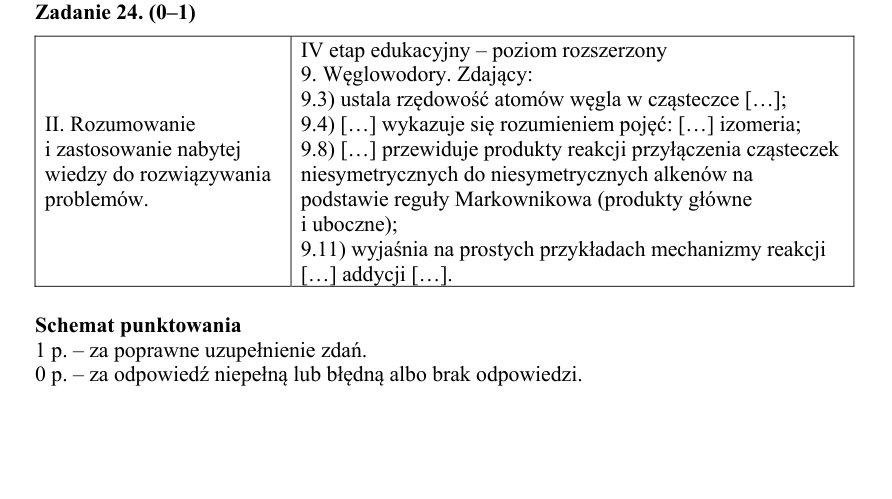 Zadanie 24. (0–1)
II. Rozumowanie
i zastosowanie nabytej
wiedzy do rozwiązywania
problemów.
IV etap edukacyjny – poziom rozszerzony
9. Węglowodory. Zdający:
9.3) ustala rzędowość atomów węgla w cząsteczce […];
9.4) […] wykazuje się rozumieniem pojęć: […] izomeria;
9.8) […] przewiduje produkty reakcji przyłączenia cząsteczek
niesymetrycznych do niesymetrycznych alkenów na
podstawie reguły Markownikowa (produkty główne
i uboczne);
9.11) wyjaśnia na prostych przykładach mechanizmy reakcji
[…] addycji […].
Schemat punktowania
1 p. – za poprawne uzupełnienie zdań.
0 p. – za odpowiedź niepełną lub błędną albo brak odpowiedzi.